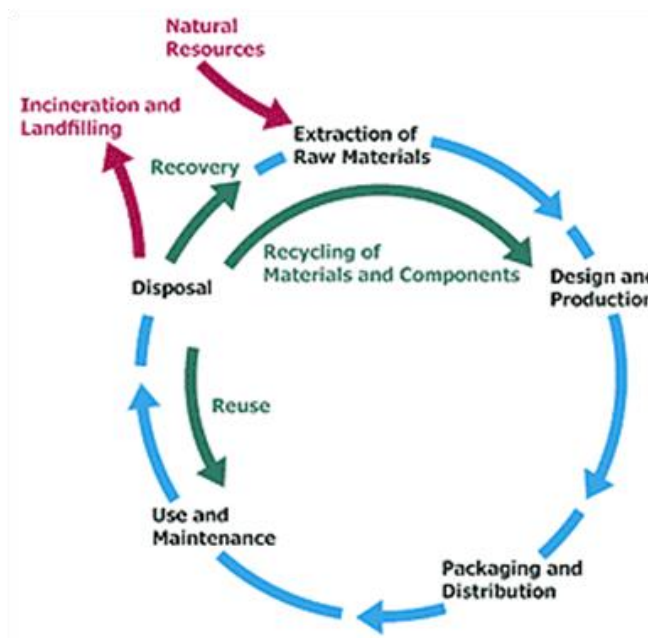 Natural
Resources
Incineration and
Landfilling
Extraction of
Raw Materials
Recovery
Recycling of
Materials and Components
Disposal
Design and
Production
Reuse
Use and
Maintenance
Packaging and
Distribution